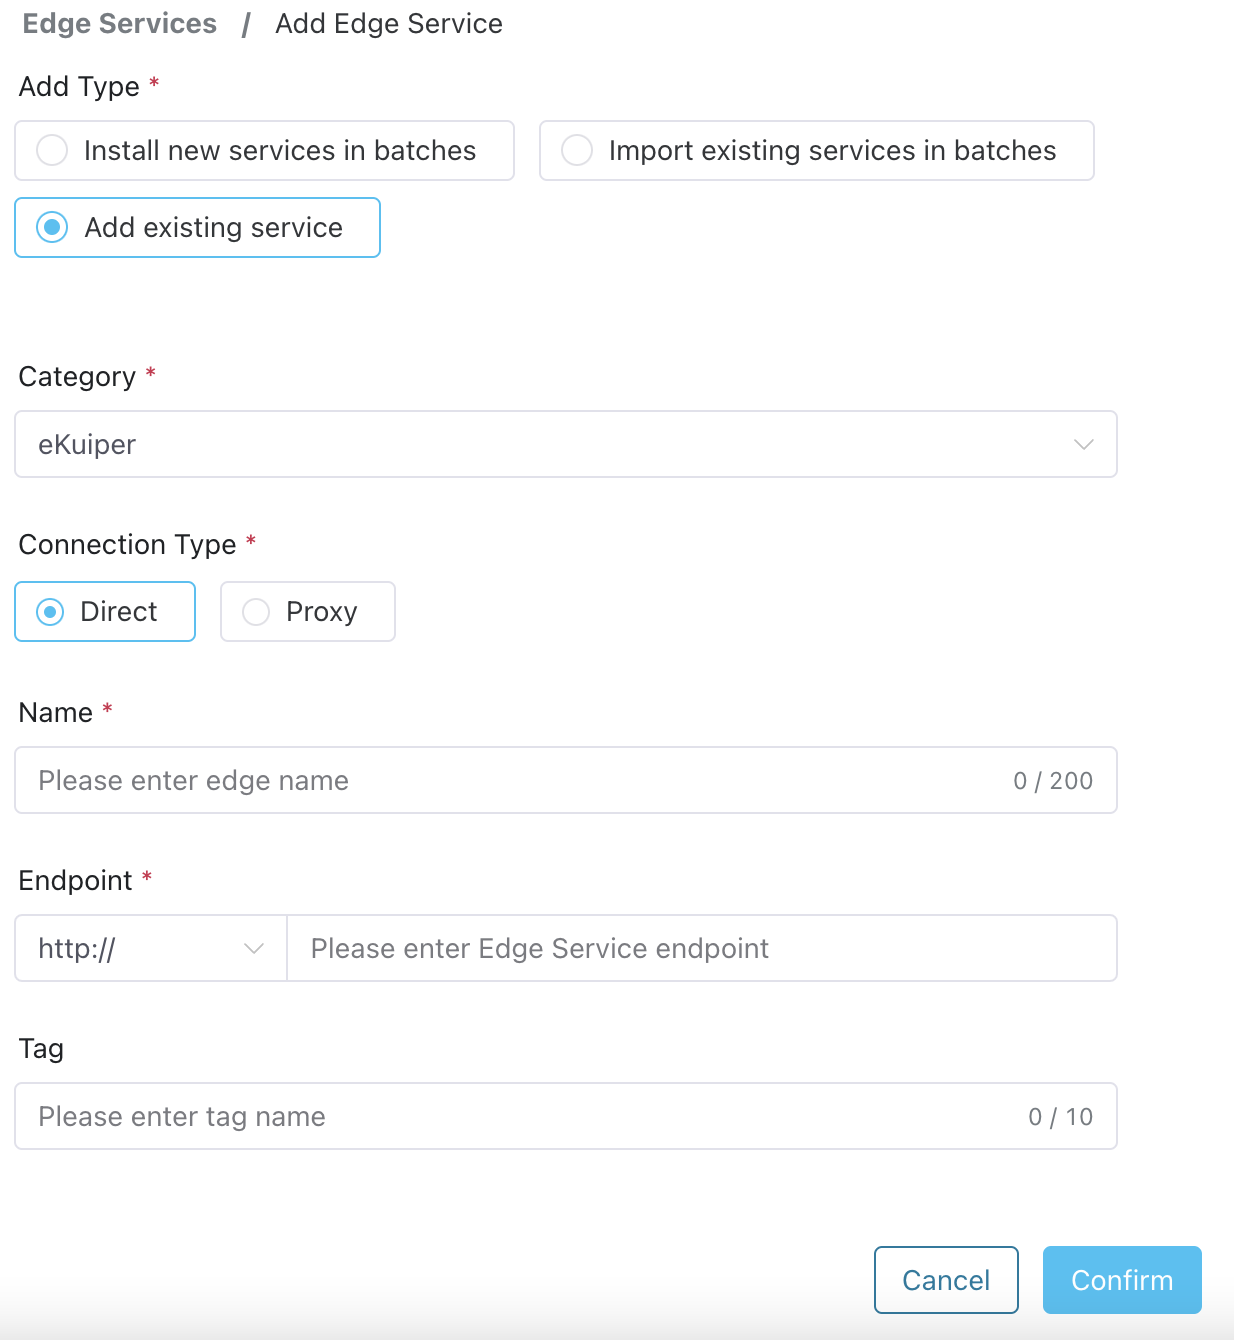 Edge Services / Add Edge Service
Add Type *
Install new services in batches
Import existing services in batches
Add existing service
Category *
eKuiper
Connection Type *
Direct
Proxy
Name *
Please enter edge name
0 / 200
Endpoint *
http://
Please enter Edge Service endpoint
Tag
Please enter tag name
0 / 10
Cancel
Confirm